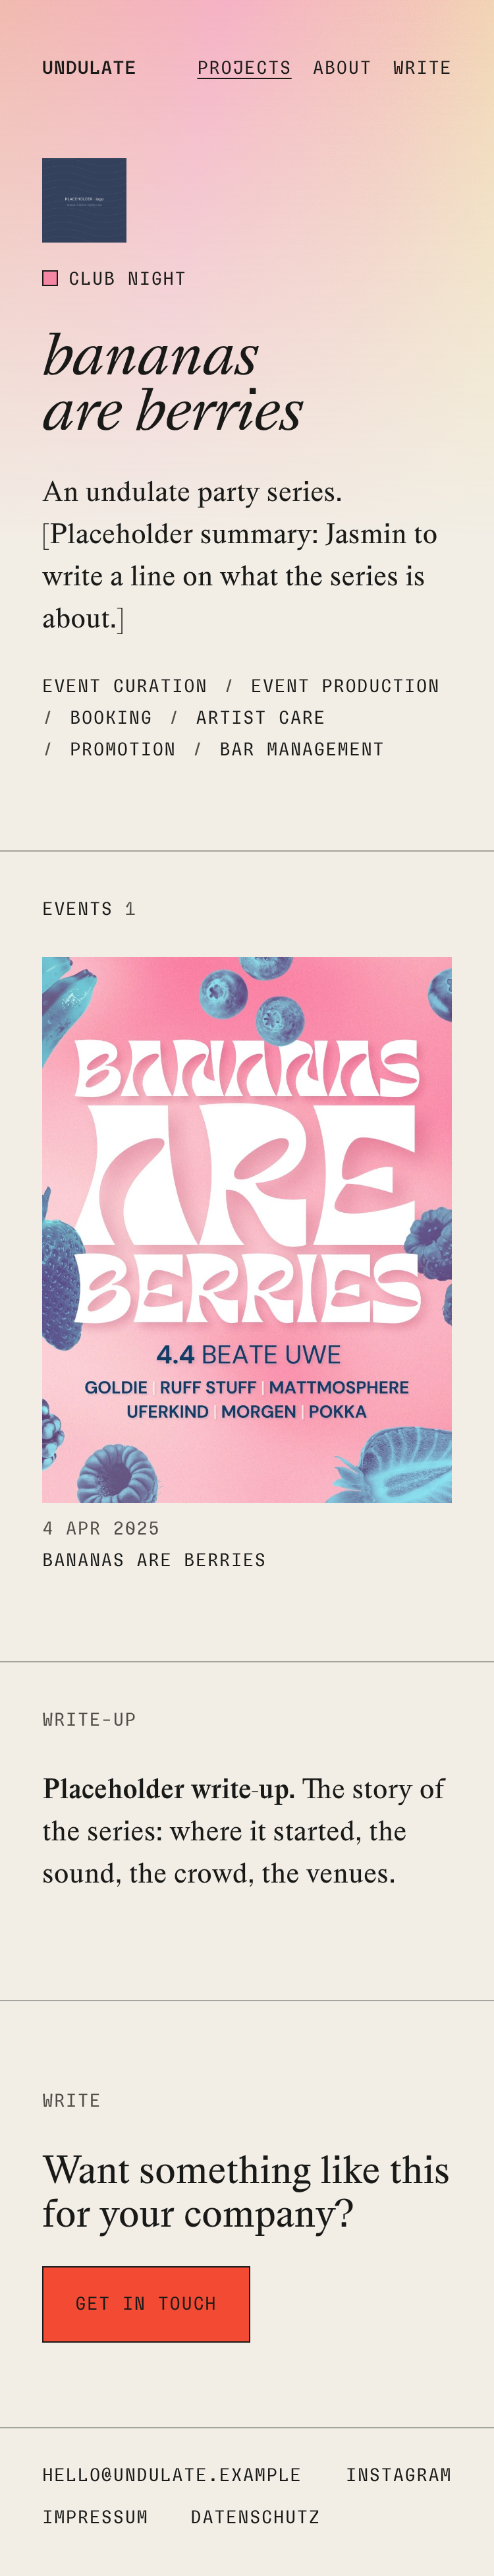 UNDULATE PROJECTS ABOUT WRITE
CLUB NIGHT
bananas
are berries
An undulate party series.
[Placeholder summary: Jasmin to
write a line on what the series is
about.]
EVENT CURATION / EVENT PRODUCTION
/ BOOKING / ARTIST CARE
/ PROMOTION / BAR MANAGEMENT
EVENTS 1
BANANAS
ARE
BERRIES
4.4 BEATE UWE
GOLDIE | RUFF STUFF | MATTMOSPHERE
UFERKIND | MORGEN | POKKA
4 APR 2025
BANANAS ARE BERRIES
WRITE-UP
Placeholder write-up. The story of
the series: where it started, the
sound, the crowd, the venues.
WRITE
Want something like this
for your company?
GET IN TOUCH
HELLO@UNDULATE.EXAMPLE INSTAGRAM
IMPRESSUM DATENSCHUTZ